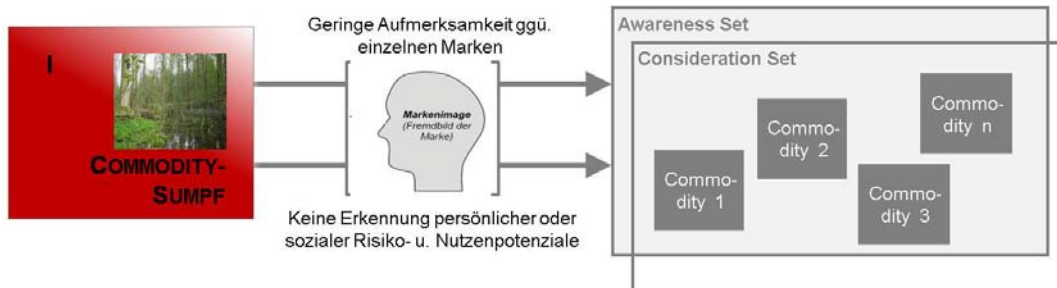 I
COMMODITY-
SUMPF
Geringe Aufmerksamkeit ggü.
einzelnen Marken
Markenimage
(Fremdbild der
Marke)
Keine Erkennung persönlicher oder
sozialer Risiko- u. Nutzenpotenziale
Awareness Set
Consideration Set
Commo-
dity 1
Commo-
dity 2
Commo-
dity 3
Commo-
dity n